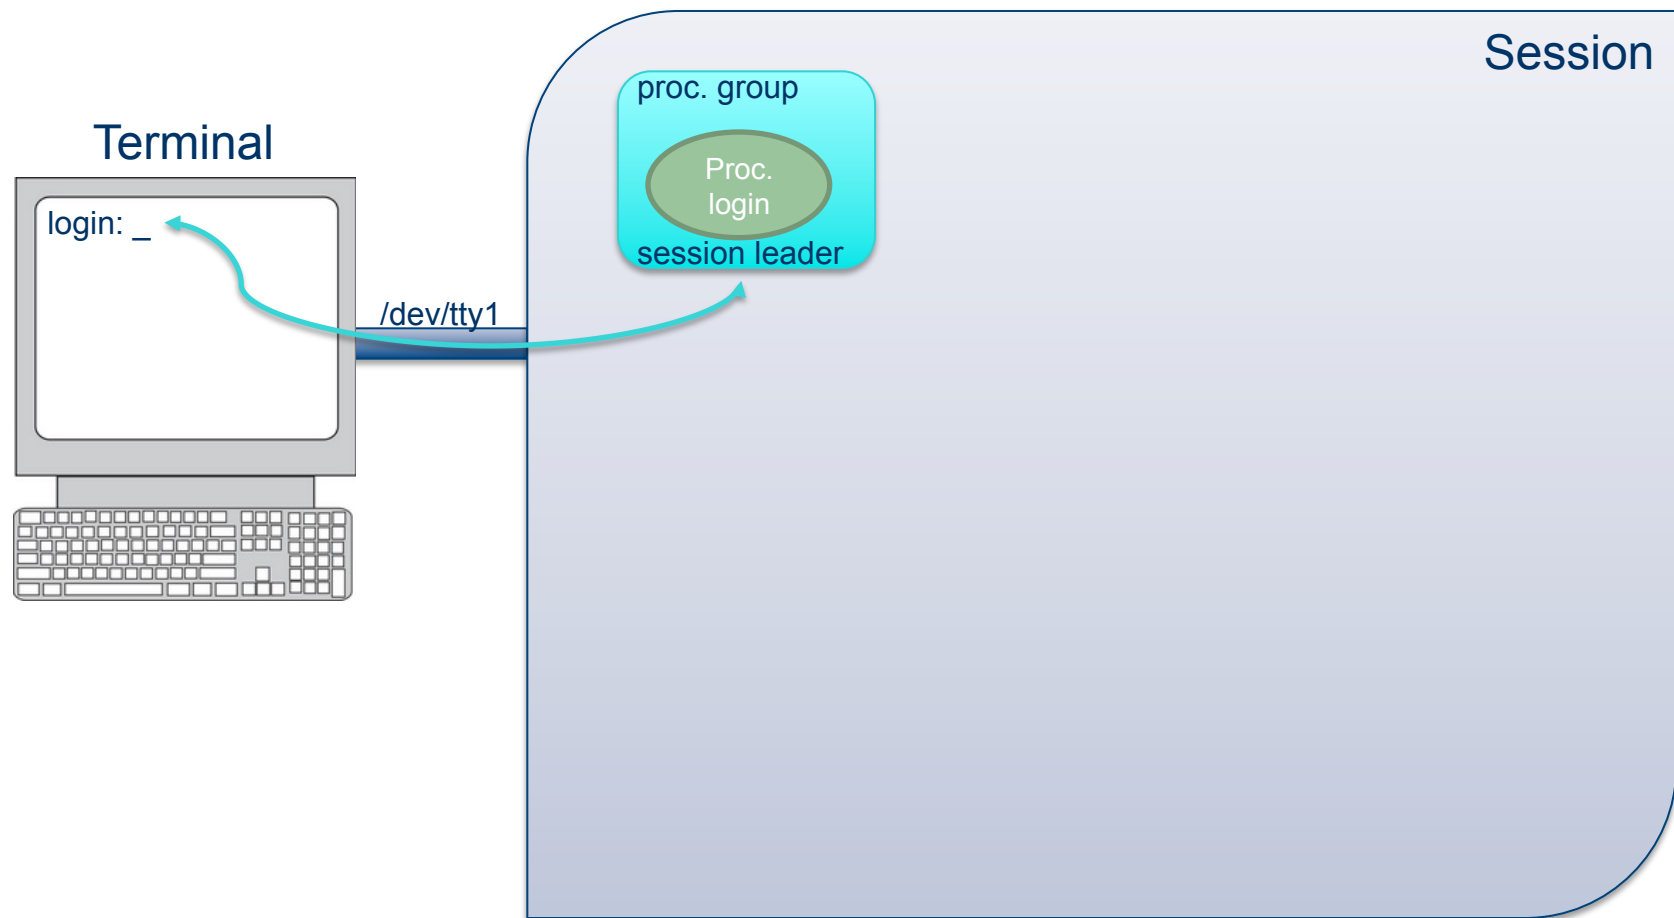 Session
proc. group
Terminal
Proc.
login
login: _
session leader
/dev/tty1